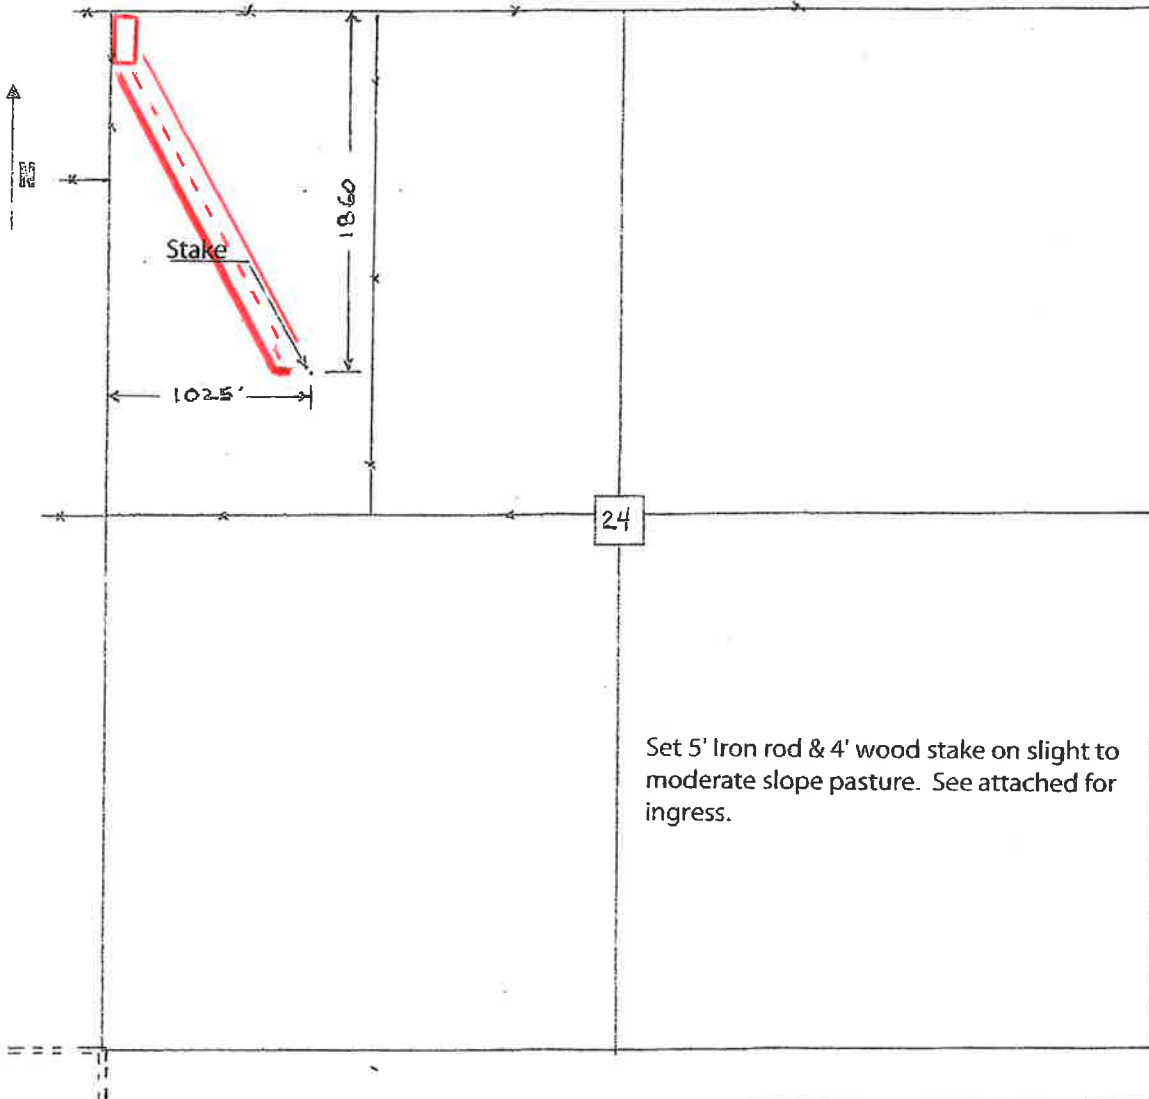 N
Stake
1860
1025'
24
Set 5' Iron rod & 4' wood stake on slight to
moderate slope pasture. See attached for
ingress.